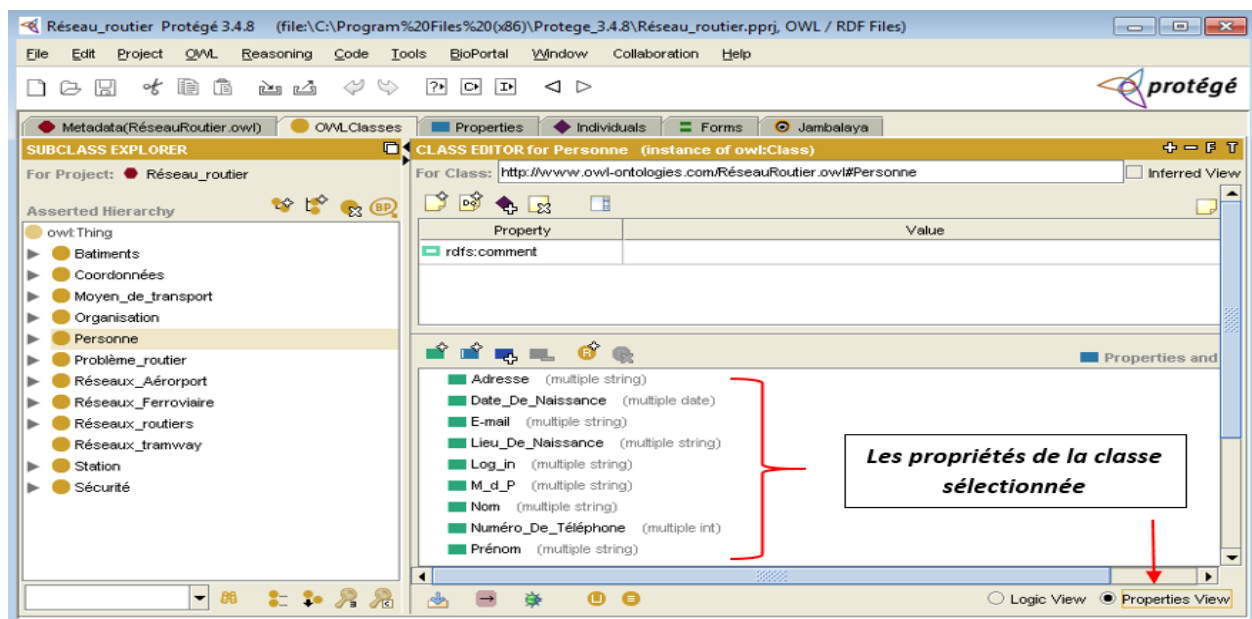 Réseau_routier Protégé 3.4.8 (file:\C:\Program%20Files%20(x86)\Protege_3.4.8\Réseau_routier.pprj, OWL / RDF Files)
File Edit Project OWL Reasoning Code Tools BioPortal Window Collaboration Help
protégé
Metadata(RéseauRoutier.owl) OWLClasses Properties Individuals Forms Jambalaya
SUBCLASS EXPLORER
For Project: Réseau_routier
Asserted Hierarchy
BP
owl:Thing
Batiments
Coordonnées
Moyen_de_transport
Organisation
Personne
Problème_routier
Réseaux_Aérorport
Réseaux_Ferroviaire
Réseaux_routiers
Réseaux_tramway
Station
Sécurité
CLASS EDITOR for Personne (instance of owl:Class)
For Class: http://www.owl-ontologies.com/RéseauRoutier.owl#Personne
Inferred View
Property Value
rdfs:comment
Properties and
Adresse (multiple string)
Date_De_Naissance (multiple date)
E-mail (multiple string)
Lieu_De_Naissance (multiple string)
Log_in (multiple string)
M_d_P (multiple string)
Nom (multiple string)
Numéro_De_Téléphone (multiple int)
Prénom (multiple string)
Les propriétés de la classe
sélectionnée
Logic View Properties View